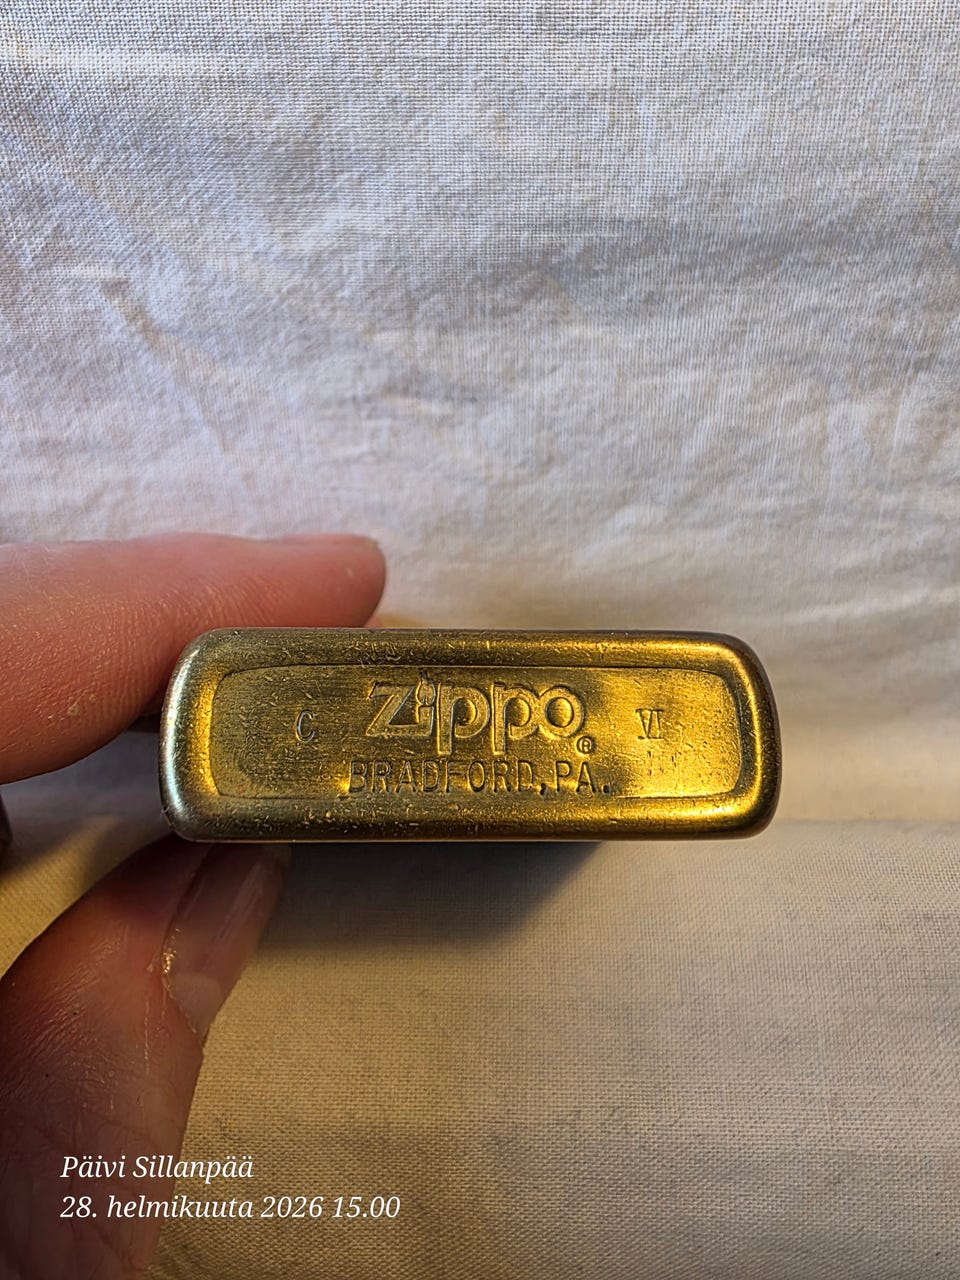 C Zippo® VI
BRADFORD, PA.
Päivi Sillanpää
28. helmikuuta 2026 15.00